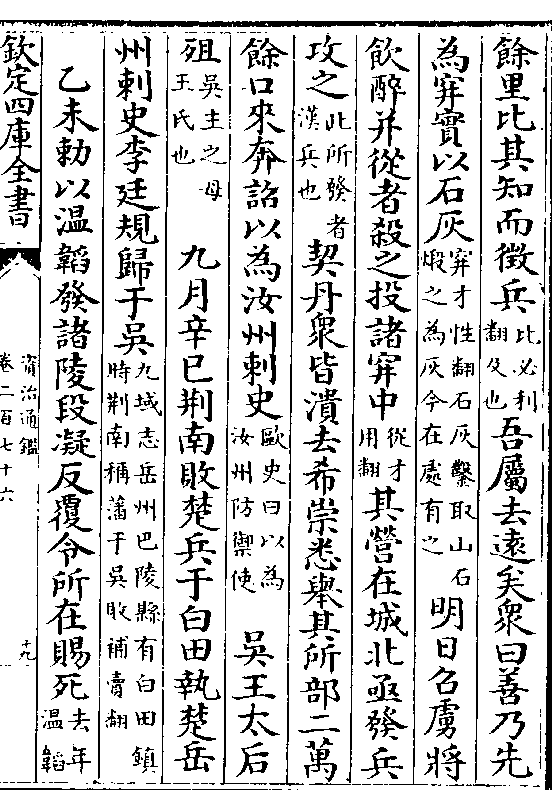 餘里比其知而徵兵比必利翻及也吾屬去遠矣衆曰善乃先
為穽實以石灰穽才性翻石灰鑿取山石煅之為灰今在處有之明日召虜將
飲醉并從者殺之投諸穽中從才用翻其營在城北亟發兵
攻之此所發者漢兵也契丹衆皆潰去希崇悉舉其所部二萬
餘口來奔詔以為汝州刺史歐史曰以為汝州防禦使吳王太后
殂吳主之母王氏也九月辛巳荆南敗楚兵于白田執楚岳
州刺史李廷規歸于吳九域志岳州巴陵縣有白田鎮時荆南稱藩于吳敗補賣翻
乙未勅以溫韜發諸陵段凝反覆令所在賜死去年溫韜
欽定四庫全書
資治通鑑
卷二百七十六
十九